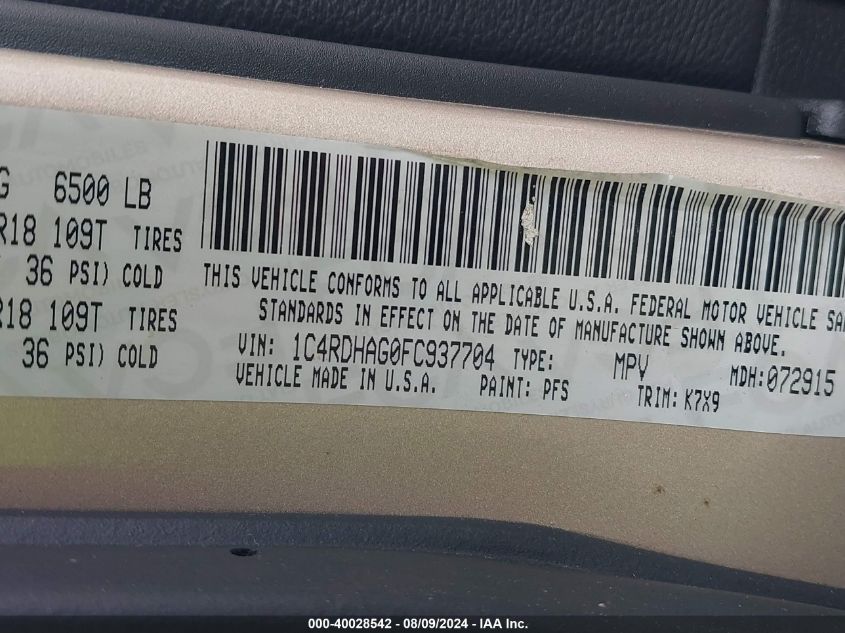 G 6500 LB
R18 109T TIRES
36 PSI) COLD
R18 109T TIRES
36 PSI) COLD
THIS VEHICLE CONFORMS TO ALL APPLICABLE U.S.A. FEDERAL MOTOR VEHICLE SA
STANDARDS IN EFFECT ON THE DATE OF MANUFACTURE SHOWN ABOVE.
VIN: 1C4RDHAG0FC937704 TYPE: MPV MDH:072915
VEHICLE MADE IN U.S.A. PAINT: PFS TRIM: K7X9
000-40028542 - 08/09/2024 - IAA Inc.